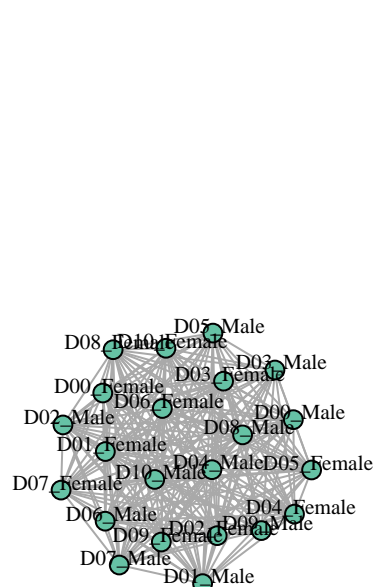 D05_Male
D08_Female
D10_Female
D03_Male
D03_Female
D00_Female
D06_Female
D02_Male
D00_Male
D08_Male
D01_Female
D04_Male
D05_Female
D10_Male
D07_Female
D04_Female
D06_Male
D09_Male
D02_Female
D09_Female
D07_Male
D01_Male